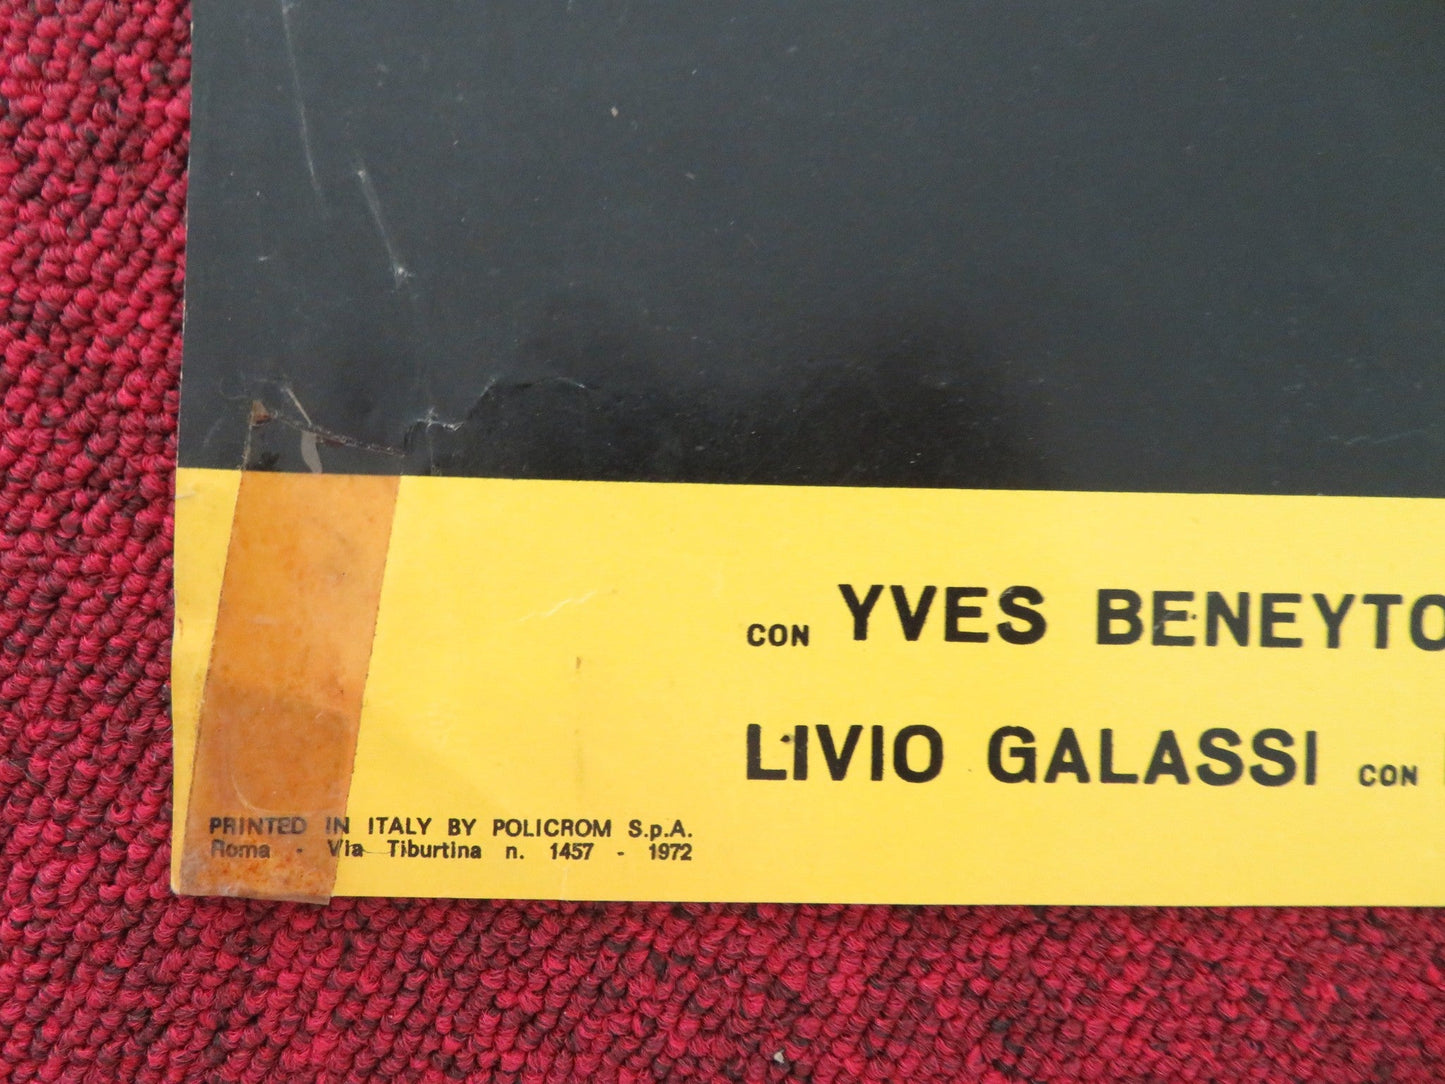 CON YVES BENEYTO
LIVIO GALASSI CON
PRINTED IN ITALY BY POLICROM S.p.A.
Roma - Via Tiburtina n. 1457 - 1972